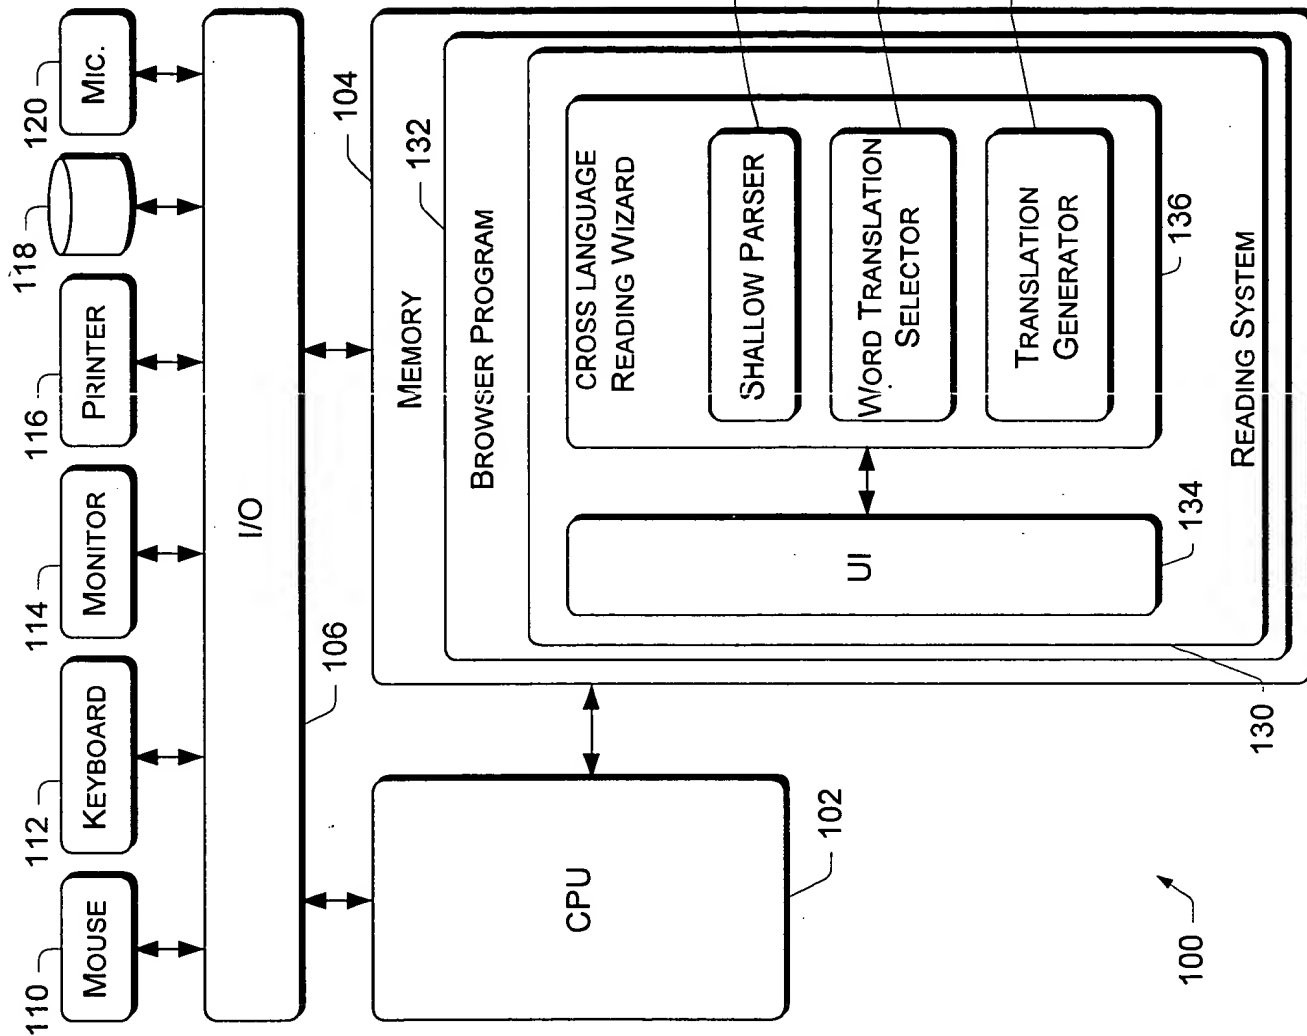 110
MOUSE
112
KEYBOARD
114
MONITOR
116
PRINTER
118
120
MIC.
I/O
106
CPU
102
100
104
MEMORY
132
BROWSER PROGRAM
UI
134
CROSS LANGUAGE
READING WIZARD
SHALLOW PARSER
WORD TRANSLATION
SELECTOR
TRANSLATION
GENERATOR
136
READING SYSTEM
130